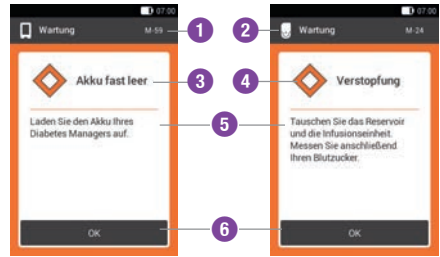 07:00
Wartung M-59
Akku fast leer
Laden Sie den Akku Ihres
Diabetes Managers auf.
OK
1
2
3
4
5
6
07:00
Wartung M-24
Verstopfung
Tauschen Sie das Reservoir
und die Infusionseinheit.
Messen Sie anschließend
Ihren Blutzucker.
OK